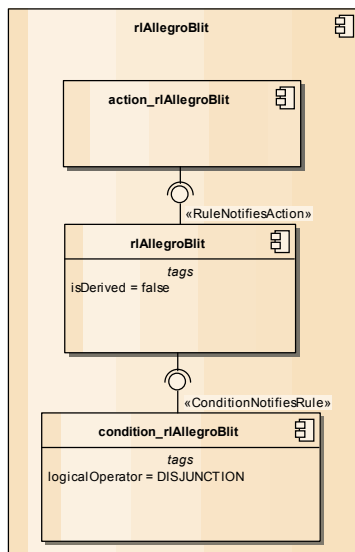 rlAllegroBlit
action_rlAllegroBlit
«RuleNotifiesAction»
rlAllegroBlit
tags
isDerived = false
«ConditionNotifiesRule»
condition_rlAllegroBlit
tags
logicalOperator = DISJUNCTION